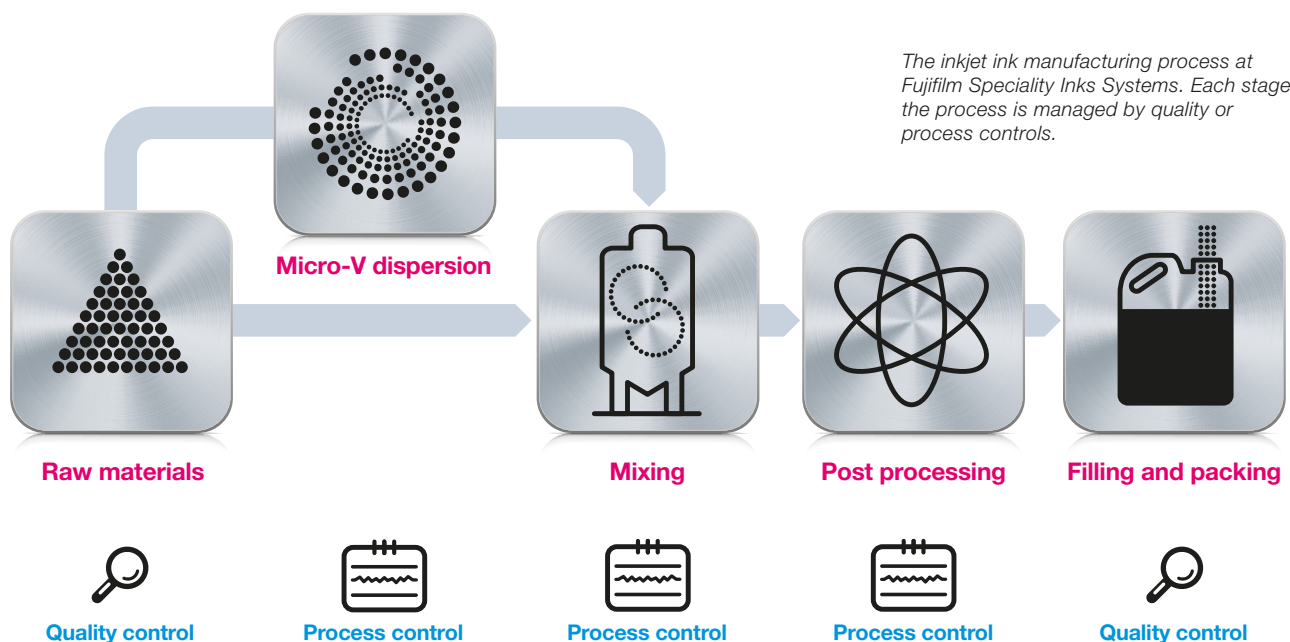 The inkjet ink manufacturing process at
Fujifilm Speciality Inks Systems. Each stage
the process is managed by quality or
process controls.
Micro-V dispersion
Raw materials
Mixing
Post processing
Filling and packing
Quality control
Process control
Process control
Process control
Quality control